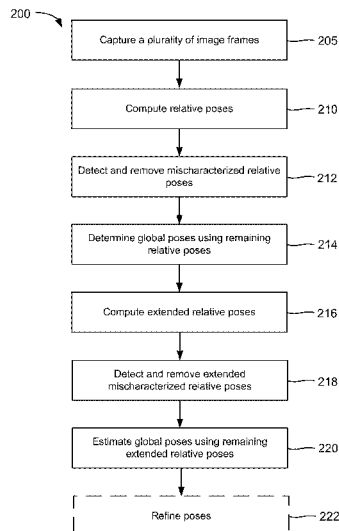 200
Capture a plurality of image frames
205
Compute relative poses
210
Detect and remove mischaracterized relative
poses
212
Determine global poses using remaining
relative poses
214
Compute extended relative poses
216
Detect and remove extended
mischaracterized relative poses
218
Estimate global poses using remaining
extended relative poses
220
Refine poses
222